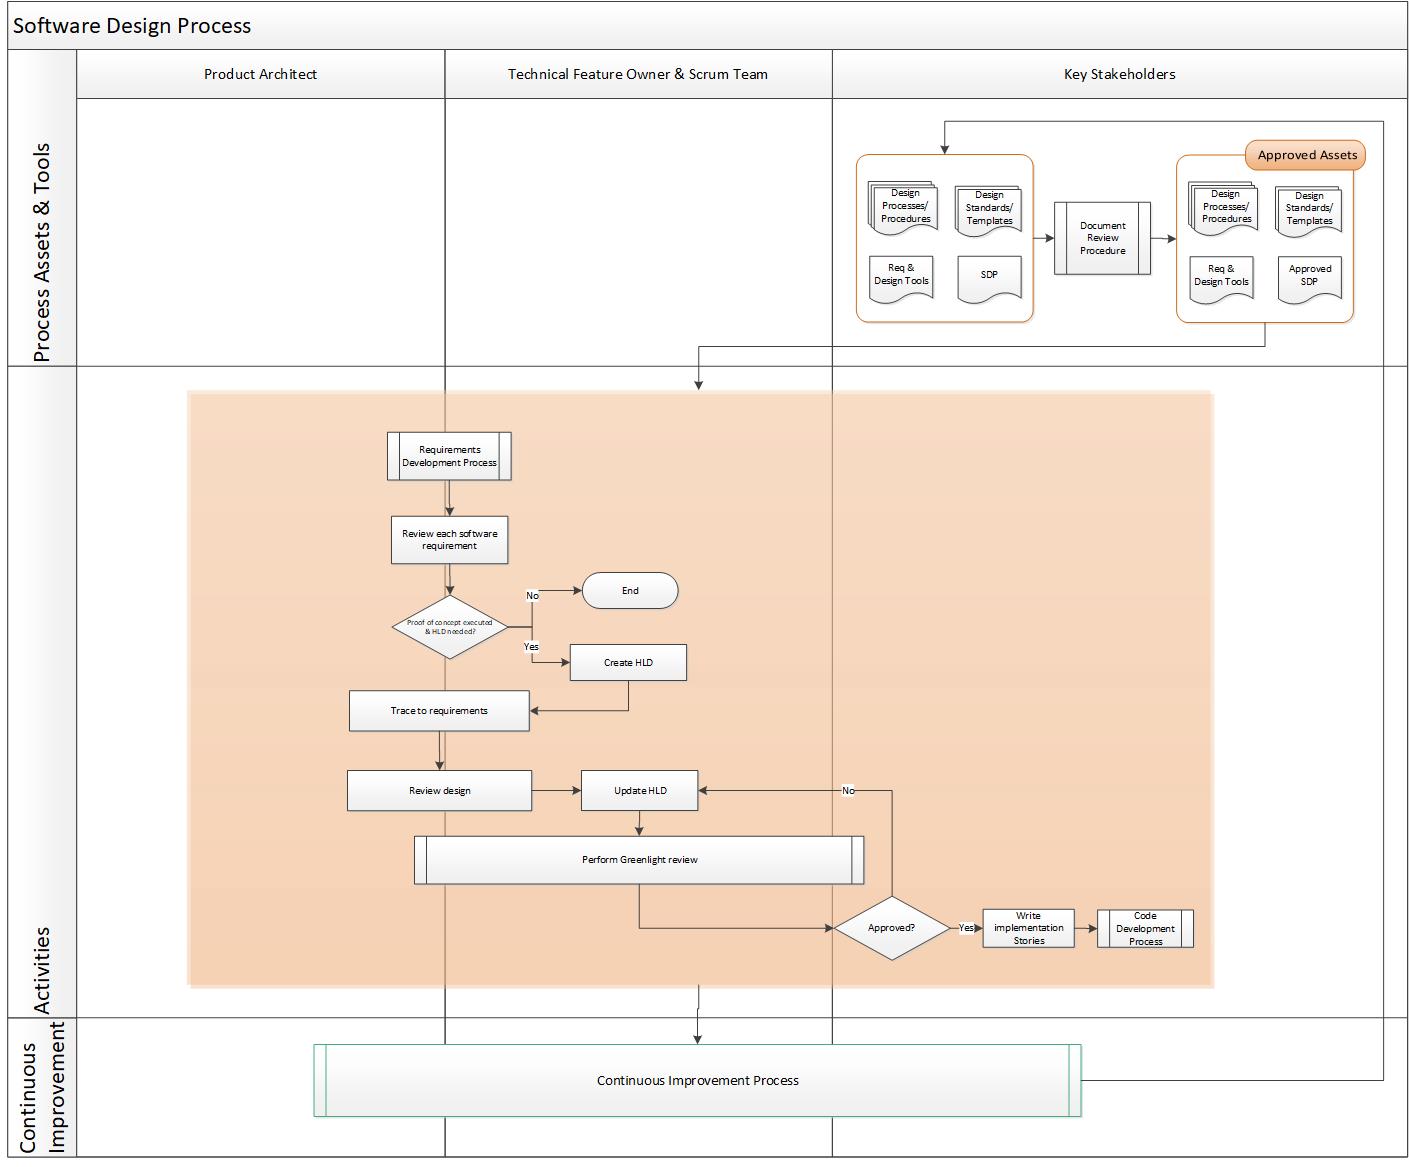 Software Design Process
Product Architect
Technical Feature Owner & Scrum Team
Key Stakeholders
Process Assets & Tools
Approved Assets
Design
Processes/
Procedures
Design
Standards/
Templates
Req &
Design Tools
SDP
Document
Review
Procedure
Design
Processes/
Procedures
Design
Standards/
Templates
Req &
Design Tools
Approved
SDP
Activities
Requirements
Development Process
Review each software
requirement
Proof of concept executed
& HLD needed?
No
End
Yes
Create HLD
Trace to requirements
Review design
Update HLD
No
Perform Greenlight review
Approved?
Yes
Write
implementation
Stories
Code
Development
Process
Continuous
Improvement
Continuous Improvement Process